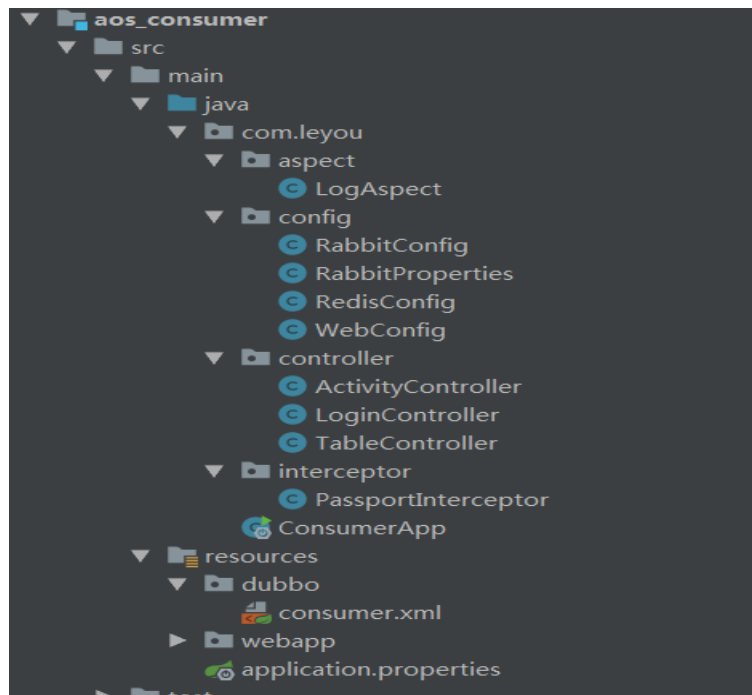 aos_consumer
src
main
java
com.leyou
aspect
LogAspect
config
RabbitConfig
RabbitProperties
RedisConfig
WebConfig
controller
ActivityController
LoginController
TableController
interceptor
PassportInterceptor
ConsumerApp
resources
dubbo
consumer.xml
webapp
application.properties